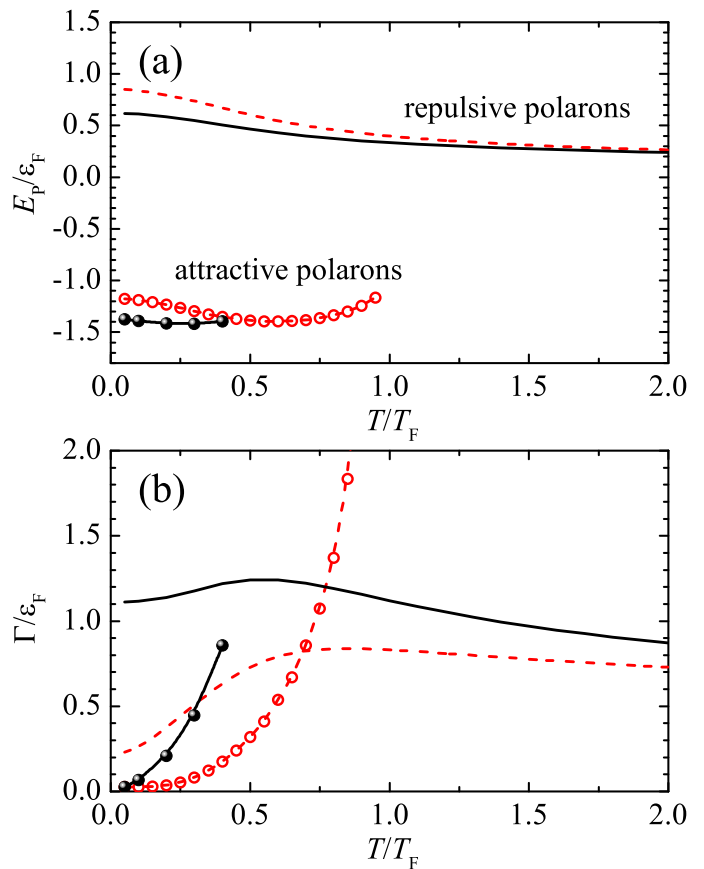 1.5
(a)
1.0
repulsive polarons
0.5
0.0
-0.5
attractive polarons
-1.0
-1.5
E_P/ε_F
0.0 0.5 1.0 1.5 2.0
T/T_F
2.0
(b)
1.5
1.0
0.5
0.0
Γ/ε_F
0.0 0.5 1.0 1.5 2.0
T/T_F